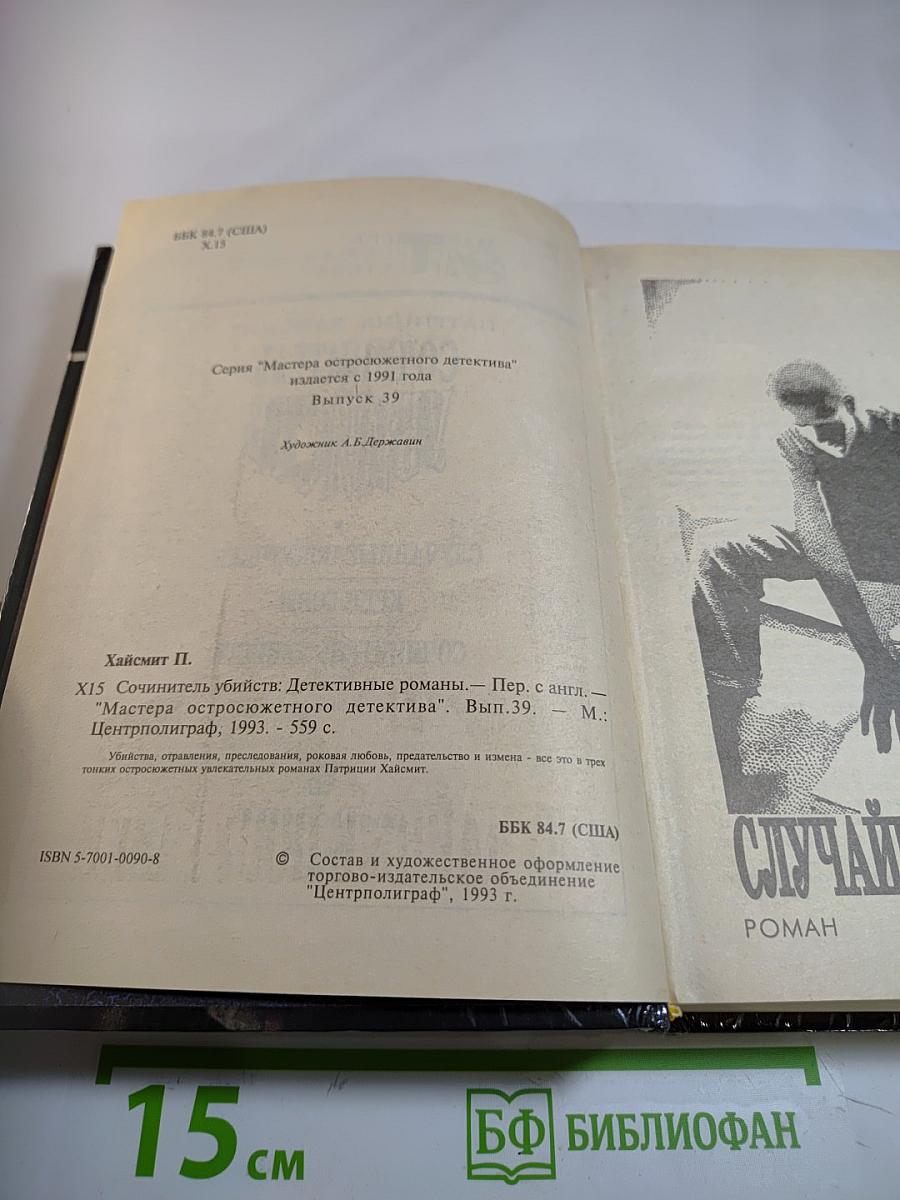 ББК 84.7 (США)
Х.15
Серия "Мастера остросюжетного детектива"
издается с 1991 года
Выпуск 39
Художник А.Б.Державин
Хайсмит П.
Х15 Сочинитель убийств: Детективные романы.— Пер. с англ. —
"Мастера остросюжетного детектива". Вып.39. — М.:
Центрполиграф, 1993. - 559 с.
Убийства, отравления, преследования, роковая любовь, предательство и измена - все это в трех
тонких остросюжетных увлекательных романах Патриции Хайсмит.
ББК 84.7 (США)
ISBN 5-7001-0090-8
© Состав и художественное оформление
торгово-издательское объединение
"Центрполиграф", 1993 г.
СЛУЧАЙ
РОМАН
15 см
БФ БИБЛИОФАН